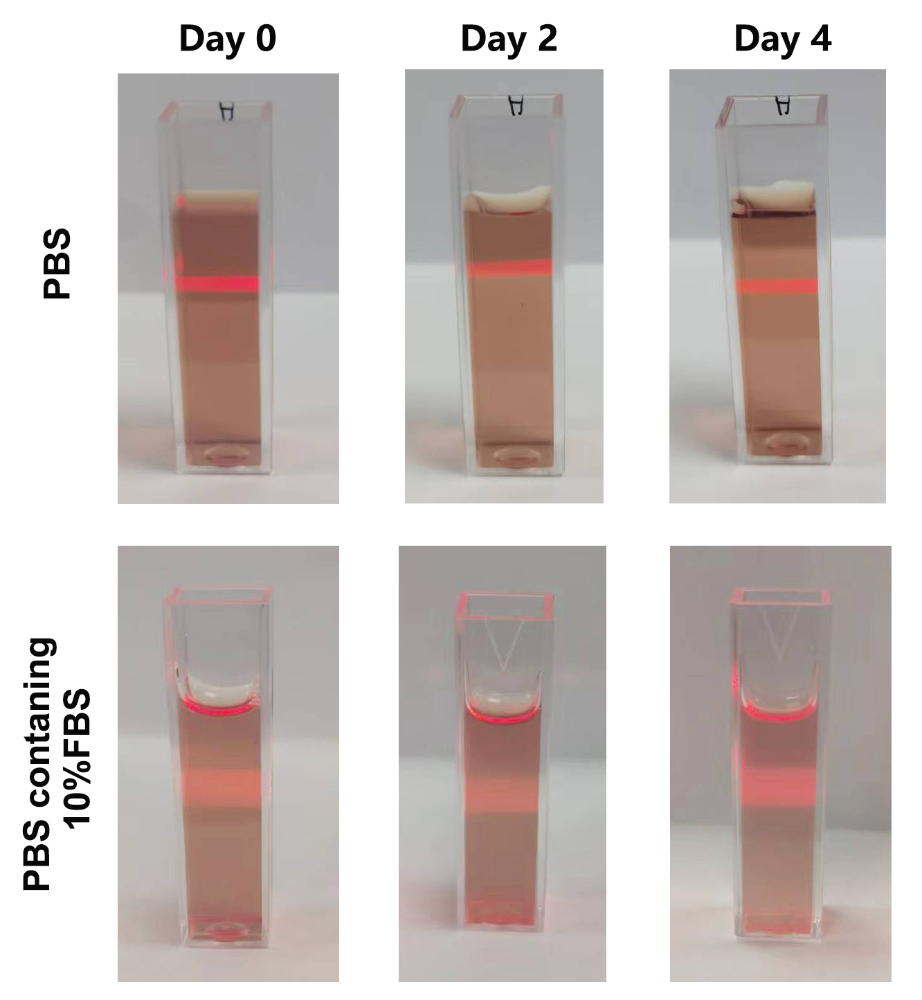 Day 0
Day 2
Day 4
PBS
A
A
A
PBS contaning
10%FBS